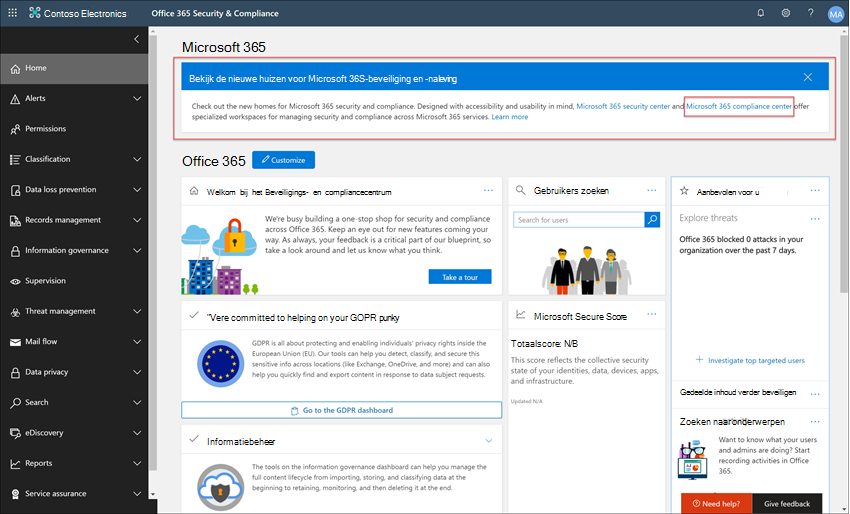 Contoso Electronics
Office 365 Security & Compliance
?
MA
Home
Alerts
Permissions
Classification
Data loss prevention
Records management
Information governance
Supervision
Threat management
Mail flow
Data privacy
Search
eDiscovery
Reports
Service assurance
Microsoft 365
Bekijk de nieuwe huizen voor Microsoft 36S-beveiliging en -naleving
Check out the new homes for Microsoft 365 security and compliance. Designed with accessibility and usability in mind, Microsoft 365 security center and Microsoft 365 compliance center offer
specialized workspaces for managing security and compliance across Microsoft 365 services. Learn more
Office 365
Customize
Welkom bij het Beveiligings- en compliancecentrum
We're busy building a one-stop shop for security and compliance
across Office 365. Keep an eye out for new features coming your
way. As always, your feedback is a critical part of our blueprint, so
take a look around and let us know what you think.
Take a tour
"Vere committed to helping on your GOPR punky
GDPR is all about protecting and enabling individuals' privacy rights inside the
European Union (EU). Our tools can help you detect, classify, and secure this
sensitive info across locations (like Exchange, OneDrive, and more) and can also
help you quickly find and export content in response to data subject requests.
Go to the GDPR dashboard
Informatiebeheer
The tools on the information governance dashboard can help you manage the
full content lifecycle from importing, storing, and classifying data at the
beginning to retaining, monitoring, and then deleting it at the end.
Gebruikers zoeken
Search for users
Microsoft Secure Score
Totaalscore: N/B
This score reflects the collective security
state of your identities, data, devices, apps,
and infrastructure.
Updated N/A
Aanbevolen voor u
Explore threats
Office 365 blocked 0 attacks in your
organization over the past 7 days.
Investigate top targeted users
Gedeelde inhoud verder beveiligen
Zoeken naar onderwerpen
Want to know what your users
and admins are doing? Start
recording activities in Office
365.
Need help?
Give feedback